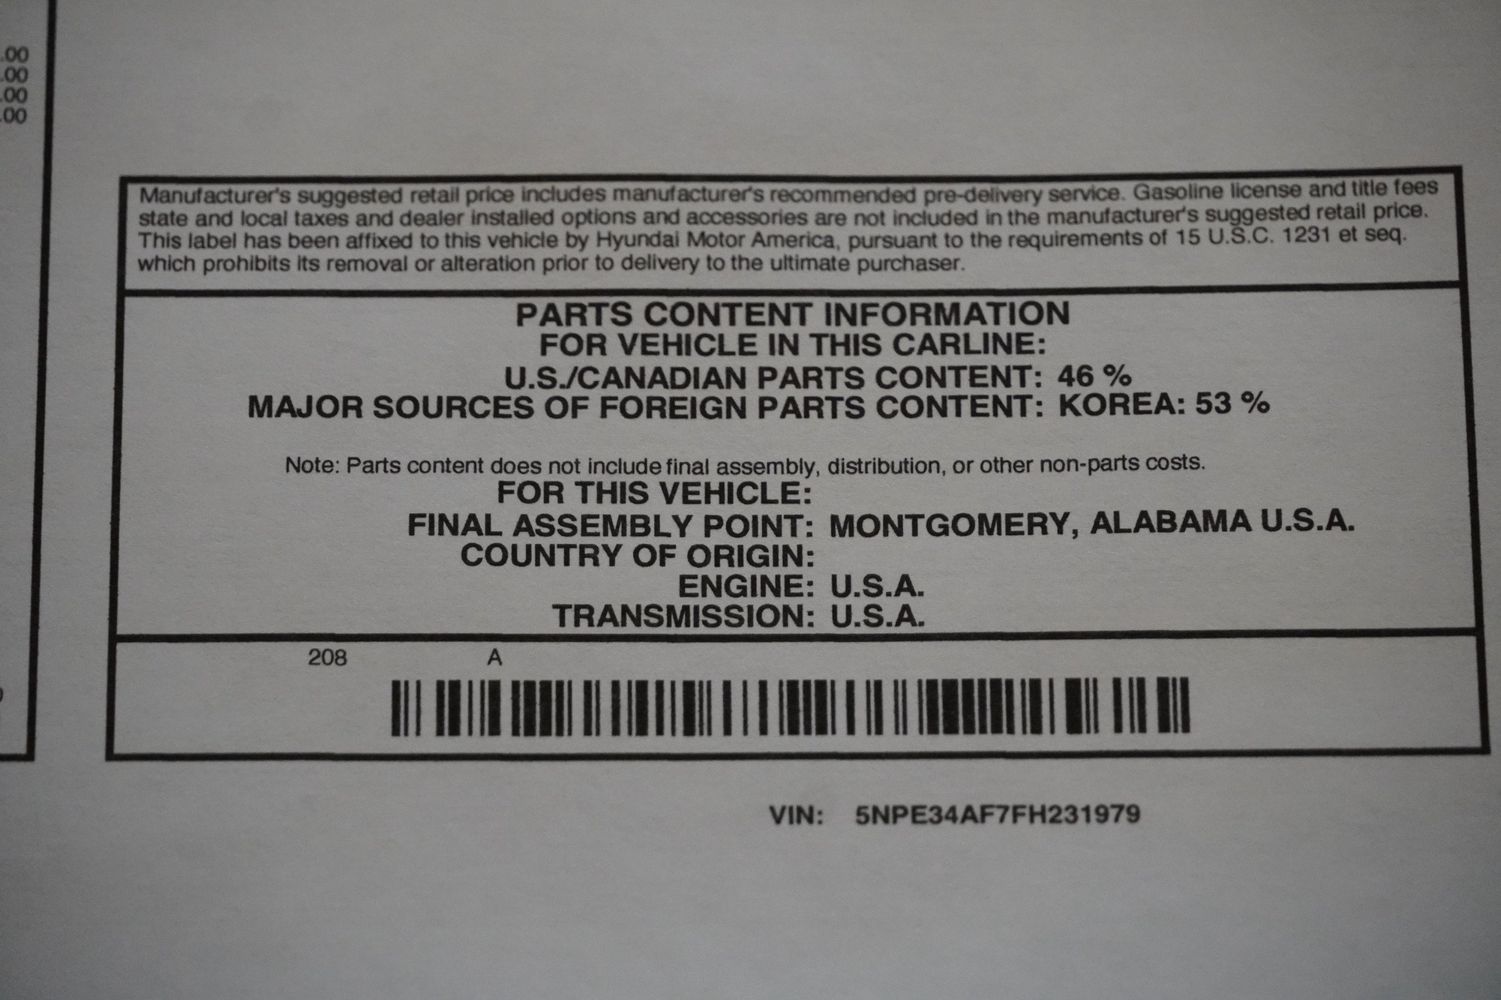 .00
.00
.00
.00
Manufacturer's suggested retail price includes manufacturer's recommended pre-delivery service. Gasoline license and title fees
state and local taxes and dealer installed options and accessories are not included in the manufacturer's suggested retail price.
This label has been affixed to this vehicle by Hyundai Motor America, pursuant to the requirements of 15 U.S.C. 1231 et seq.
which prohibits its removal or alteration prior to delivery to the ultimate purchaser.
PARTS CONTENT INFORMATION
FOR VEHICLE IN THIS CARLINE:
U.S./CANADIAN PARTS CONTENT: 46 %
MAJOR SOURCES OF FOREIGN PARTS CONTENT: KOREA: 53 %
Note: Parts content does not include final assembly, distribution, or other non-parts costs.
FOR THIS VEHICLE:
FINAL ASSEMBLY POINT: MONTGOMERY, ALABAMA U.S.A.
COUNTRY OF ORIGIN:
ENGINE: U.S.A.
TRANSMISSION: U.S.A.
208 A
VIN: 5NPE34AF7FH231979